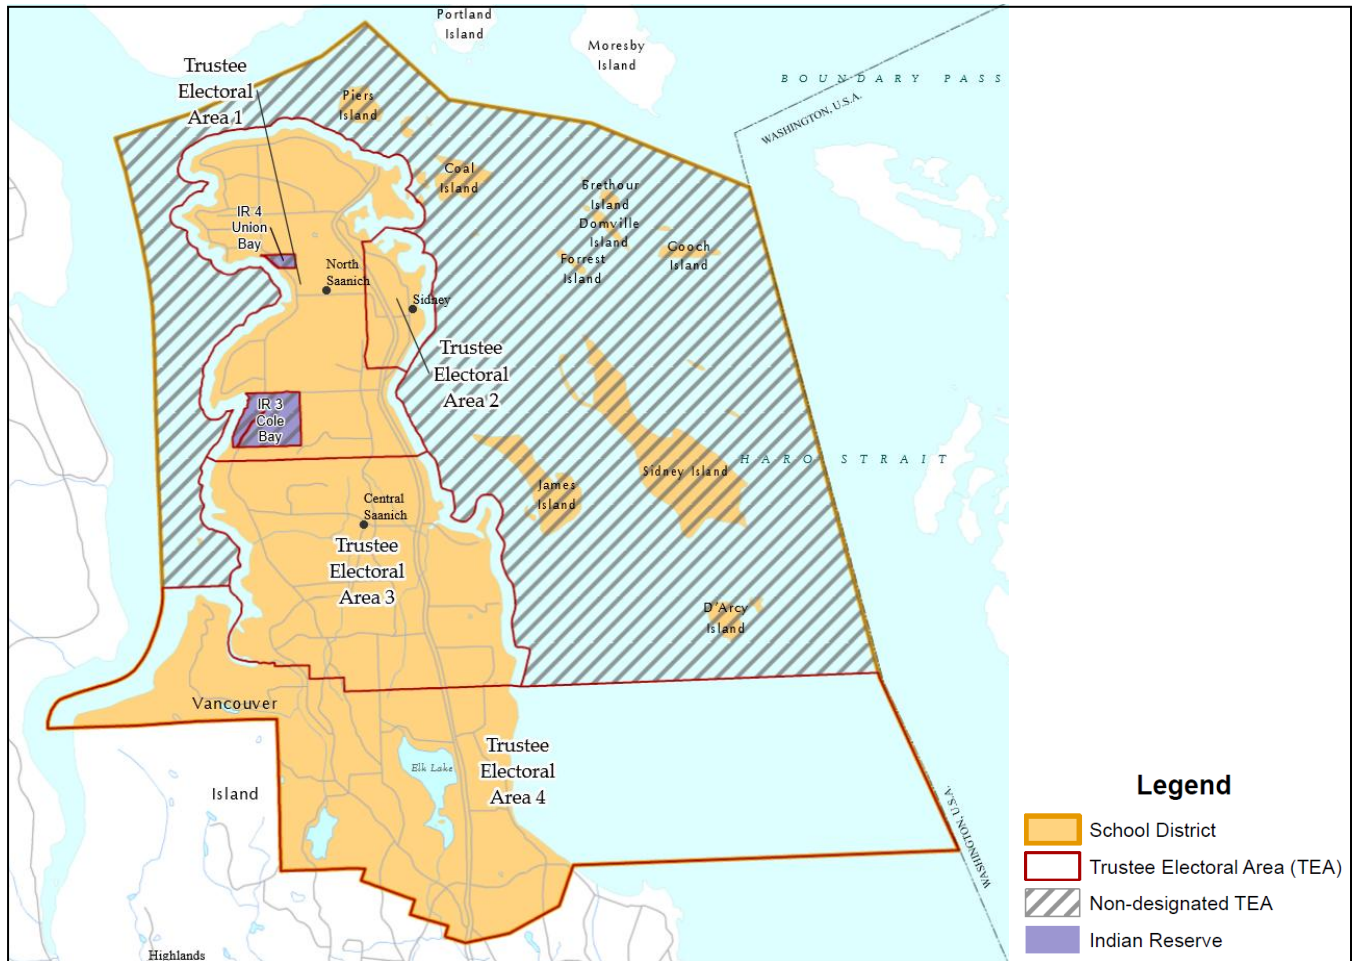 Portland
Island
Moresby
Island
BOUNDARY PASS
WASHINGTON, U.S.A.
Trustee
Electoral
Area 1
Piers
Island
Coal
Island
Brethour
Island
Domville
Island
Forrest
Island
Gooch
Island
IR 4
Union
Bay
North
Saanich
Sidney
Trustee
Electoral
Area 2
IR 3
Cole
Bay
Sidney Island
HARO STRAIT
James
Island
Central
Saanich
Trustee
Electoral
Area 3
D'Arcy
Island
Vancouver
Island
Elk Lake
Trustee
Electoral
Area 4
WASHINGTON, U.S.A.
Highlands
Legend
School District
Trustee Electoral Area (TEA)
Non-designated TEA
Indian Reserve